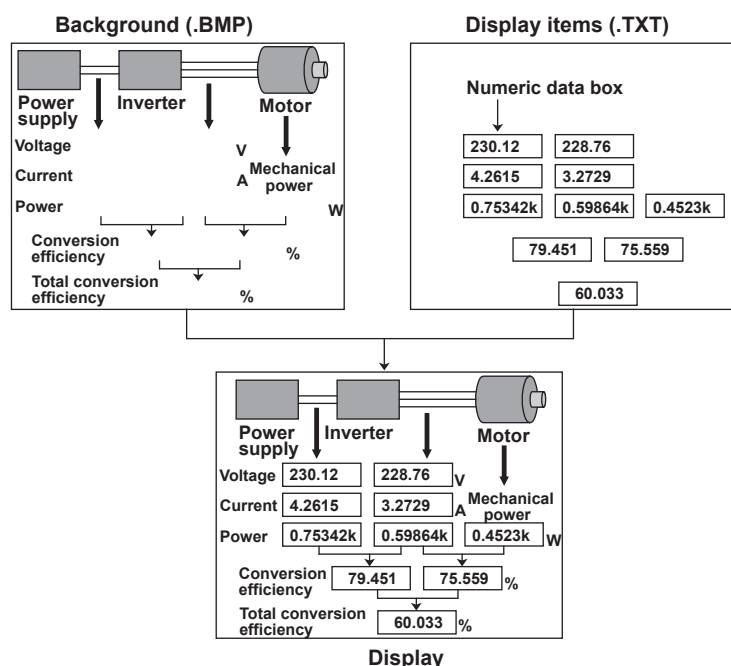 Background (.BMP)
Power
supply
Inverter
Motor
Voltage
V
Current
A
Mechanical
power
Power
W
Conversion
efficiency
%
Total conversion
efficiency
%
Display items (.TXT)
Numeric data box
230.12
228.76
4.2615
3.2729
0.75342k
0.59864k
0.4523k
79.451
75.559
60.033
Power
supply
Inverter
Motor
Voltage
230.12
228.76
V
Current
4.2615
3.2729
A
Mechanical
power
Power
0.75342k
0.59864k
0.4523k
W
Conversion
efficiency
79.451
75.559
%
Total conversion
efficiency
60.033
%
Display